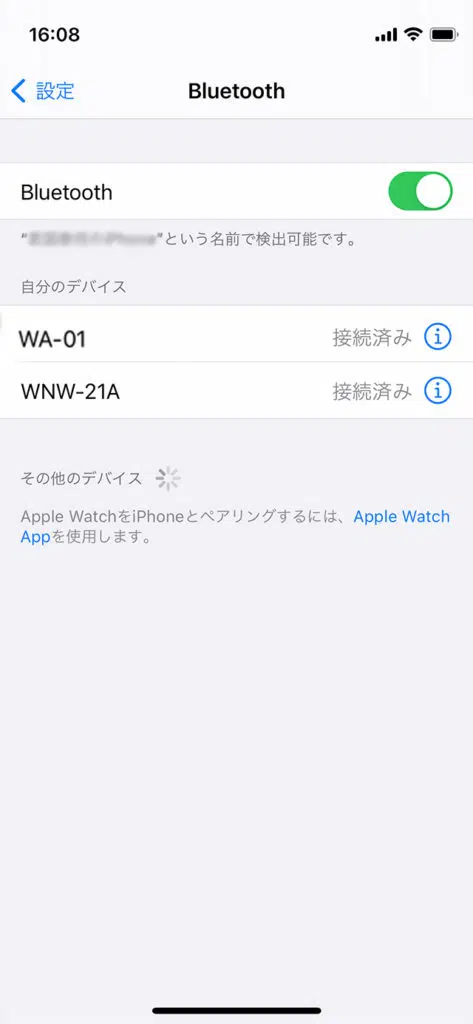 16:08
設定
Bluetooth
Bluetooth
“ ”という名前で検出可能です。
自分のデバイス
WA-01 接続済み
WNW-21A 接続済み
その他のデバイス
Apple WatchをiPhoneとペアリングするには、Apple Watch
Appを使用します。